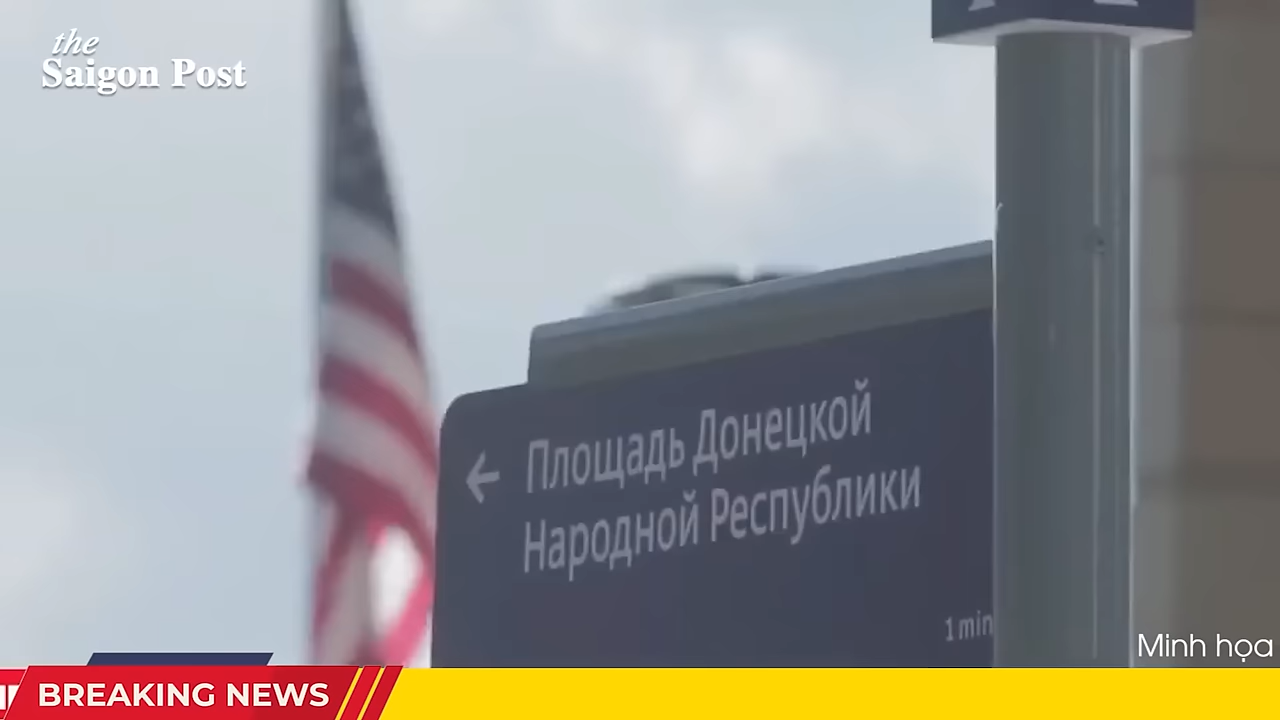 the
Saigon Post
← Площадь Донецкой
Народной Республики
1 min
Minh họa
BREAKING NEWS